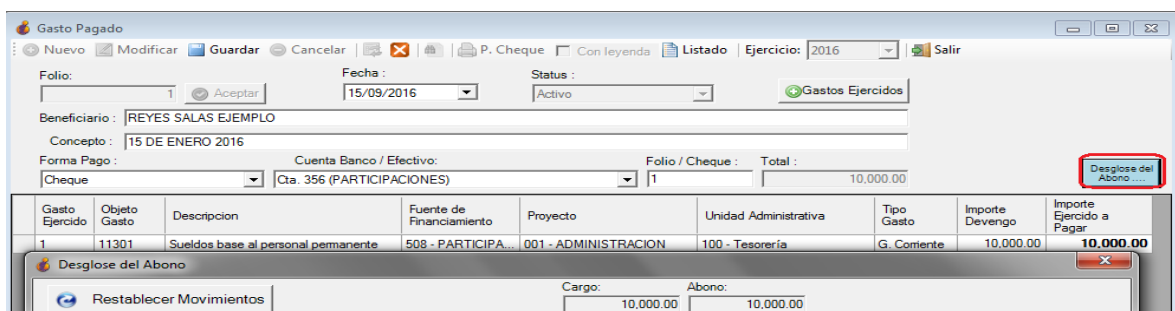 Gasto Pagado
Nuevo Modificar Guardar Cancelar P. Cheque Con leyenda Listado Ejercicio: 2016 Salir
Folio: Fecha : Status :
1 Aceptar 15/09/2016 Activo Gastos Ejercidos
Beneficiario : REYES SALAS EJEMPLO
Concepto : 15 DE ENERO 2016
Forma Pago : Cuenta Banco / Efectivo: Folio / Cheque : Total :
Cheque Cta. 356 (PARTICIPACIONES) 1 10,000.00
Desglose del
Abono ....
Gasto Ejercido Objeto Gasto Descripcion Fuente de Financiamiento Proyecto Unidad Administrativa Tipo Gasto Importe Devengo Importe Ejercido a Pagar
1 11301 Sueldos base al personal permanente 508 - PARTICIPA... 001 - ADMINISTRACION 100 - Tesorería G. Corriente 10,000.00 10,000.00
Desglose del Abono
Cargo: Abono:
Restablecer Movimientos 10,000.00 10,000.00